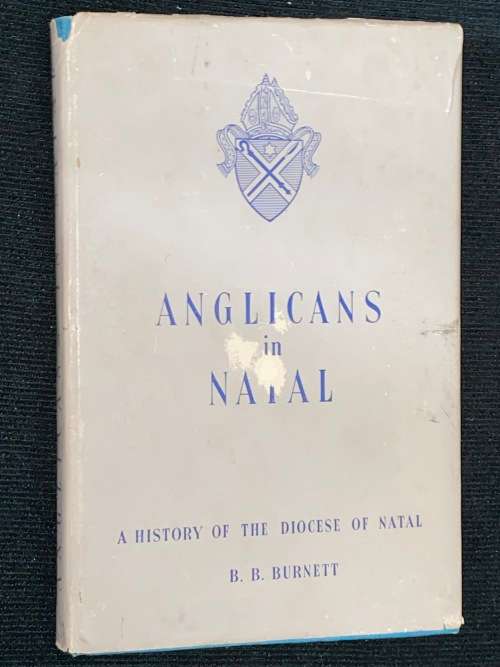 ANGLICANS
in
NATAL
A HISTORY OF THE DIOCESE OF NATAL
B. B. BURNETT